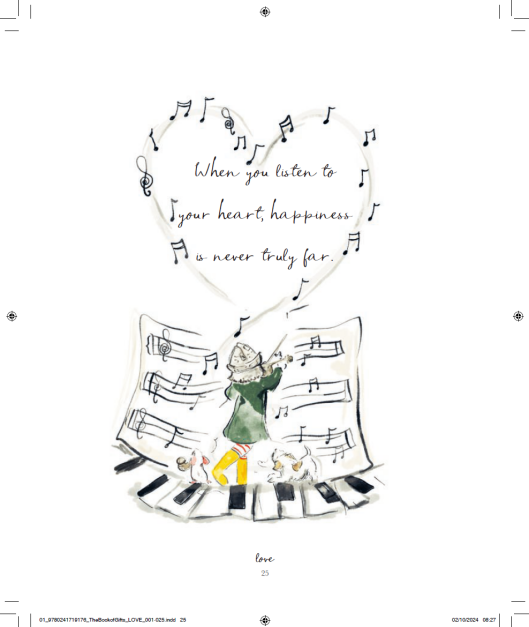 When you listen to
your heart, happiness
is never truly far.
love
25
01_9780241719176_TheBookofGifts_LOVE_001-025.indd 25
02/10/2024 08:27